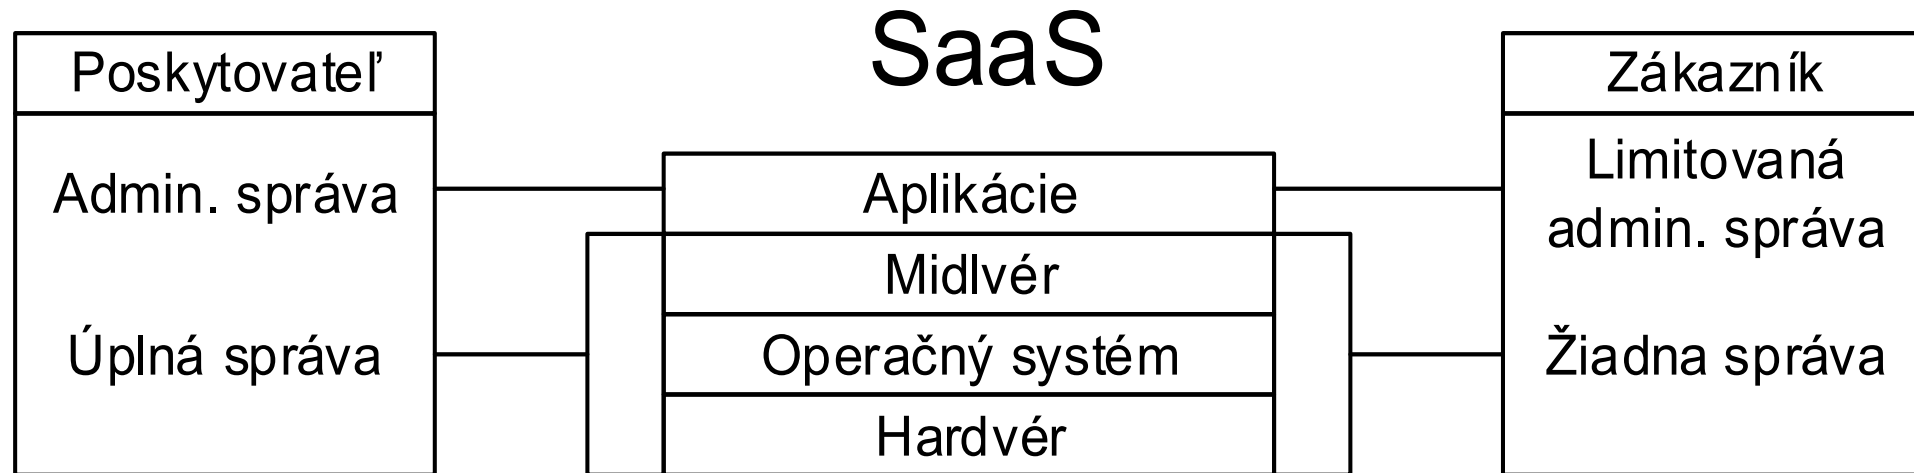 SaaS
Poskytovateľ
Admin. správa
Úplná správa
Aplikácie
Midlvér
Operačný systém
Hardvér
Zákazník
Limitovaná
admin. správa
Žiadna správa